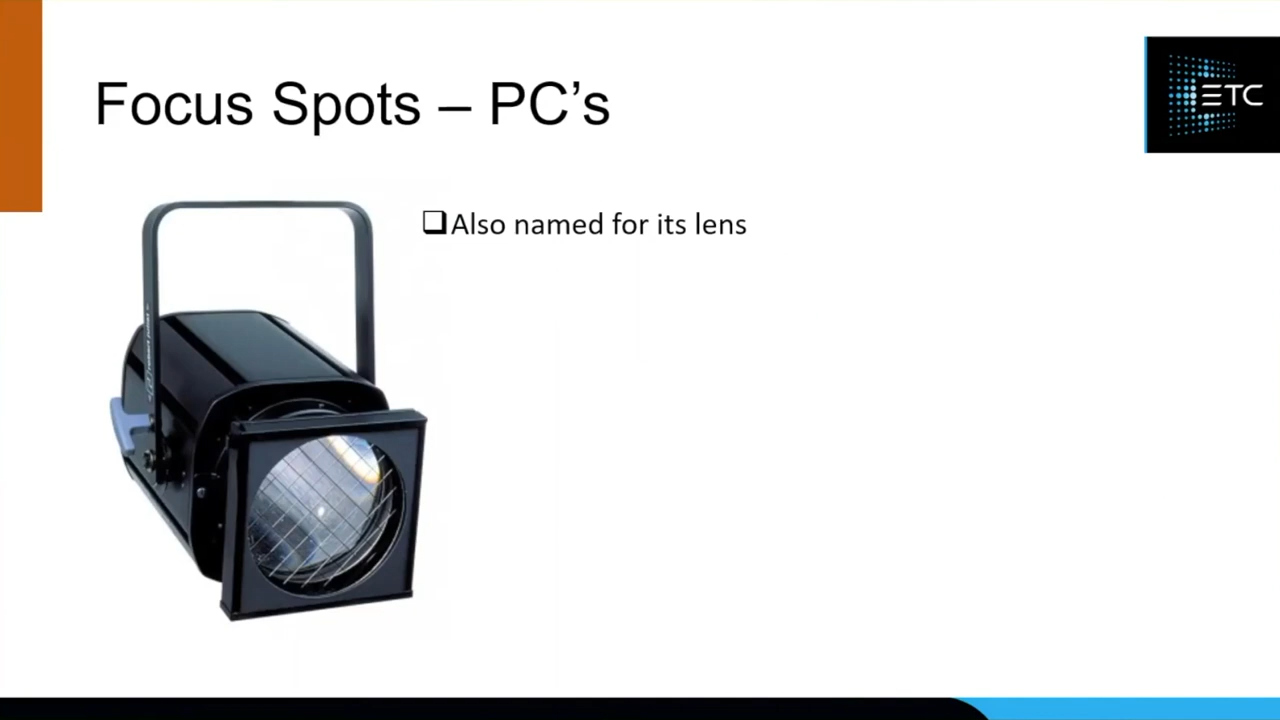 Focus Spots – PC’s
ETC
❑Also named for its lens